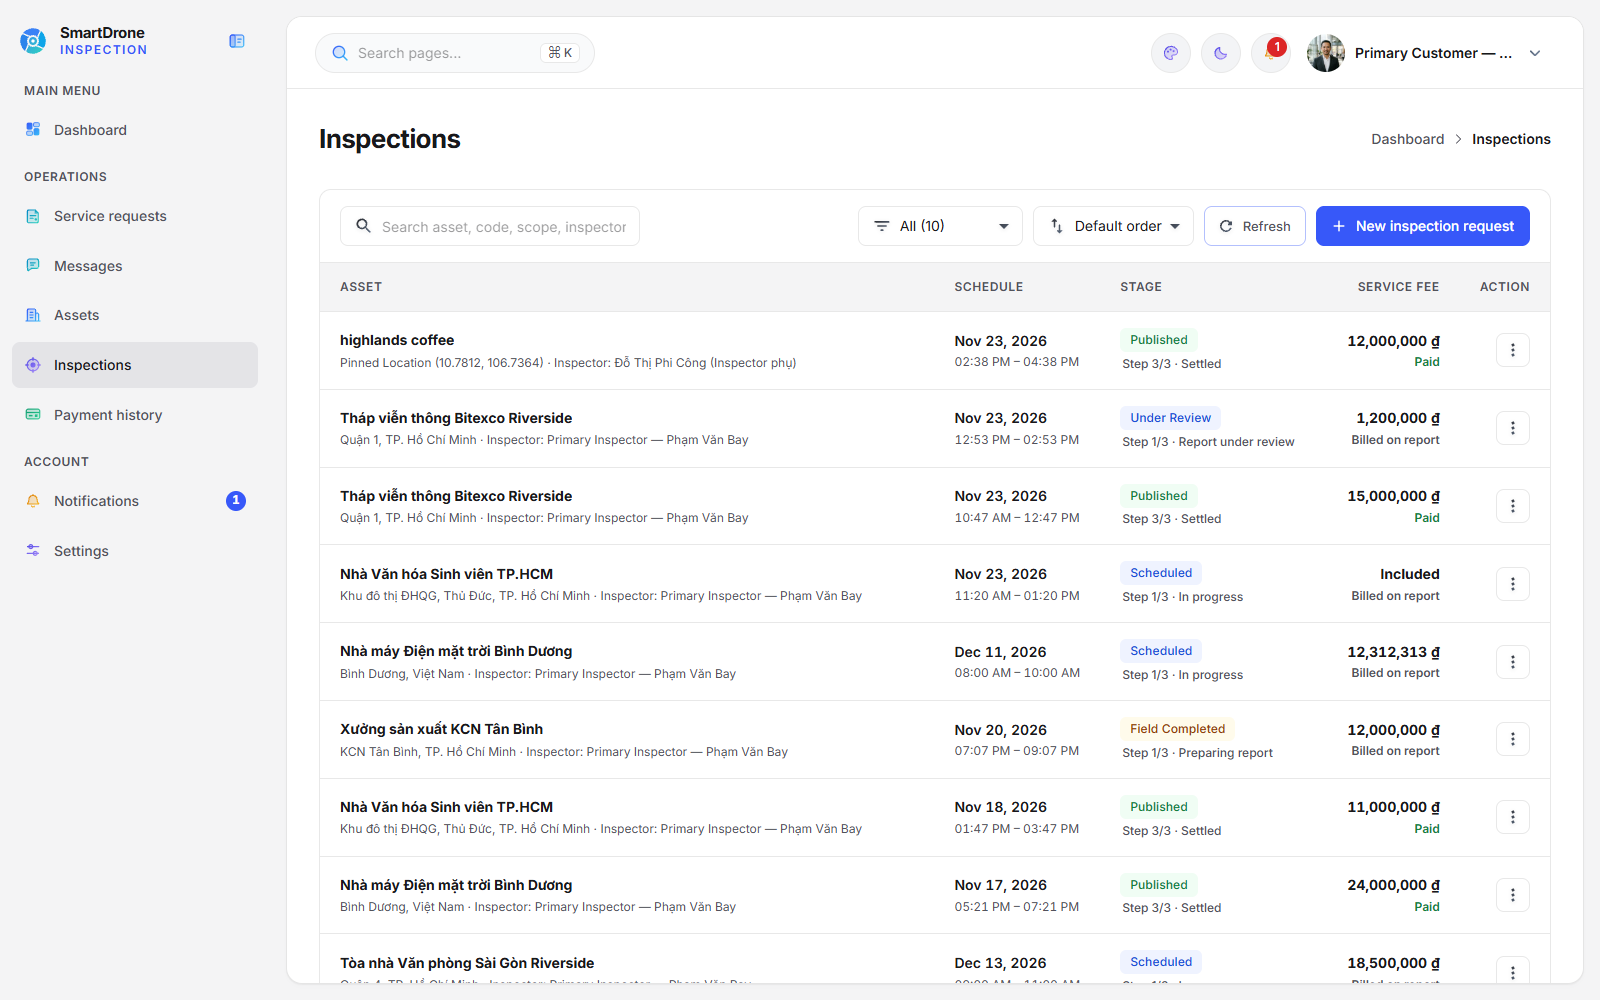 SmartDrone
INSPECTION
MAIN MENU
Dashboard
OPERATIONS
Service requests
Messages
Assets
Inspections
Payment history
ACCOUNT
Notifications 1
Settings
Search pages... ⌘ K
1
Primary Customer — ...
Inspections
Dashboard > Inspections
Search asset, code, scope, inspector
All (10)
Default order
Refresh
+ New inspection request
ASSET SCHEDULE STAGE SERVICE FEE ACTION
highlands coffee Nov 23, 2026 Published 12,000,000 ₫
Pinned Location (10.7812, 106.7364) · Inspector: Đỗ Thị Phi Công (Inspector phụ) 02:38 PM – 04:38 PM Step 3/3 · Settled Paid
Tháp viễn thông Bitexco Riverside Nov 23, 2026 Under Review 1,200,000 ₫
Quận 1, TP. Hồ Chí Minh · Inspector: Primary Inspector — Phạm Văn Bay 12:53 PM – 02:53 PM Step 1/3 · Report under review Billed on report
Tháp viễn thông Bitexco Riverside Nov 23, 2026 Published 15,000,000 ₫
Quận 1, TP. Hồ Chí Minh · Inspector: Primary Inspector — Phạm Văn Bay 10:47 AM – 12:47 PM Step 3/3 · Settled Paid
Nhà Văn hóa Sinh viên TP.HCM Nov 23, 2026 Scheduled Included
Khu đô thị ĐHQG, Thủ Đức, TP. Hồ Chí Minh · Inspector: Primary Inspector — Phạm Văn Bay 11:20 AM – 01:20 PM Step 1/3 · In progress Billed on report
Nhà máy Điện mặt trời Bình Dương Dec 11, 2026 Scheduled 12,312,313 ₫
Bình Dương, Việt Nam · Inspector: Primary Inspector — Phạm Văn Bay 08:00 AM – 10:00 AM Step 1/3 · In progress Billed on report
Xưởng sản xuất KCN Tân Bình Nov 20, 2026 Field Completed 12,000,000 ₫
KCN Tân Bình, TP. Hồ Chí Minh · Inspector: Primary Inspector — Phạm Văn Bay 07:07 PM – 09:07 PM Step 1/3 · Preparing report Billed on report
Nhà Văn hóa Sinh viên TP.HCM Nov 18, 2026 Published 11,000,000 ₫
Khu đô thị ĐHQG, Thủ Đức, TP. Hồ Chí Minh · Inspector: Primary Inspector — Phạm Văn Bay 01:47 PM – 03:47 PM Step 3/3 · Settled Paid
Nhà máy Điện mặt trời Bình Dương Nov 17, 2026 Published 24,000,000 ₫
Bình Dương, Việt Nam · Inspector: Primary Inspector — Phạm Văn Bay 05:21 PM – 07:21 PM Step 3/3 · Settled Paid
Tòa nhà Văn phòng Sài Gòn Riverside Dec 13, 2026 Scheduled 18,500,000 ₫